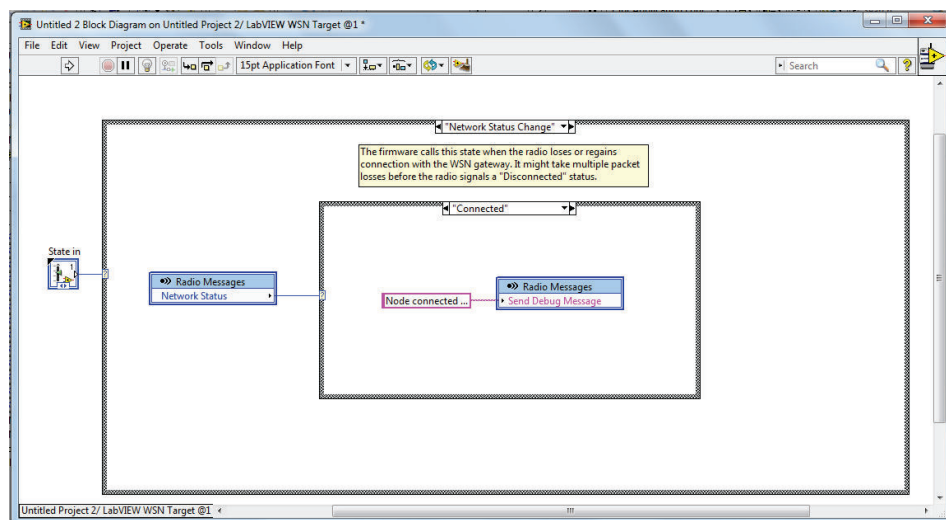 Untitled 2 Block Diagram on Untitled Project 2/ LabVIEW WSN Target @1 *
File Edit View Project Operate Tools Window Help
15pt Application Font
Search
"Network Status Change"
The firmware calls this state when the radio loses or regains
connection with the WSN gateway. It might take multiple packet
losses before the radio signals a "Disconnected" status.
"Connected"
State in
1
Radio Messages
Network Status
Node connected ...
Radio Messages
Send Debug Message
Untitled Project 2/ LabVIEW WSN Target @1